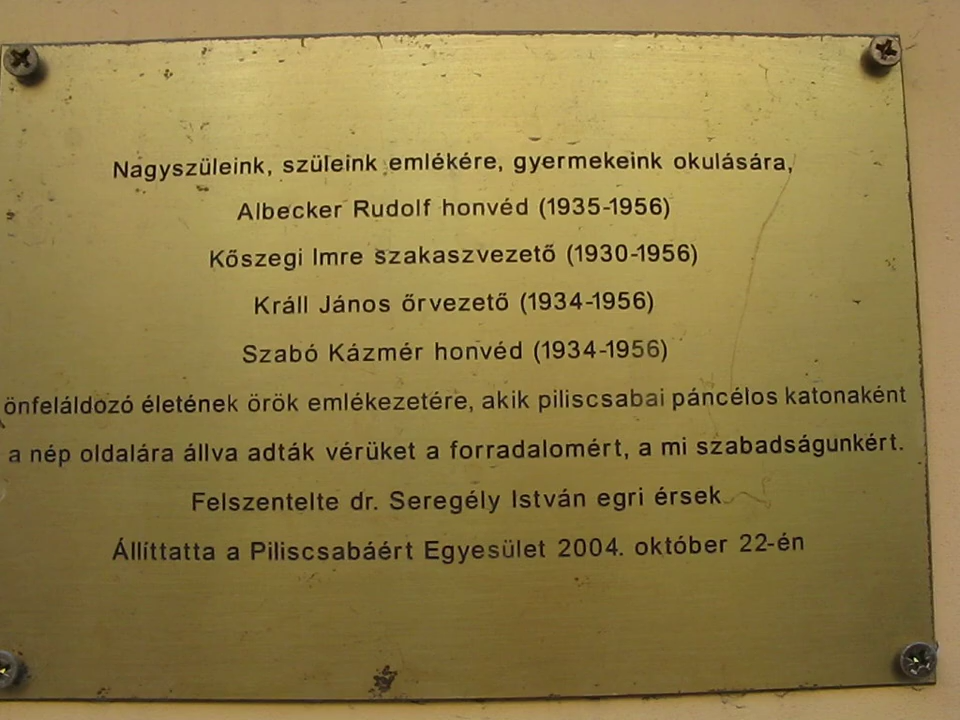 Nagyszüleink, szüleink emlékére, gyermekeink okulására,
Albecker Rudolf honvéd (1935-1956)
Kőszegi Imre szakaszvezető (1930-1956)
Králl János őrvezető (1934-1956)
Szabó Kázmér honvéd (1934-1956)
önfeláldozó életének örök emlékezetére, akik piliscsabai páncélos katonaként
a nép oldalára állva adták vérüket a forradalomért, a mi szabadságunkért.
Felszentelte dr. Seregély István egri érsek
Állíttatta a Piliscsabáért Egyesület 2004. október 22-én